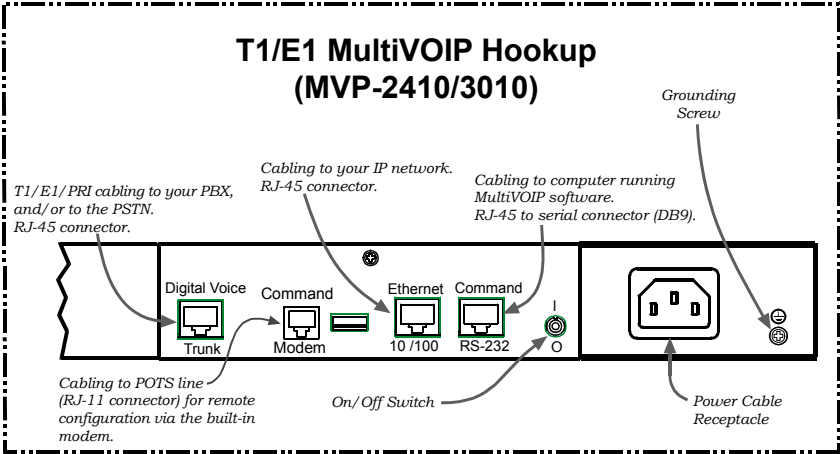 T1/E1 MultiVOIP Hookup
(MVP-2410/3010)
Grounding
Screw
Cabling to your IP network.
RJ-45 connector.
Cabling to computer running
MultiVOIP software.
RJ-45 to serial connector (DB9).
T1/E1/PRI cabling to your PBX,
and/or to the PSTN.
RJ-45 connector.
Digital Voice
Trunk
Command
Modem
Ethernet
10 /100
Command
RS-232
I
O
Cabling to POTS line
(RJ-11 connector) for remote
configuration via the built-in
modem.
On/Off Switch
Power Cable
Receptacle